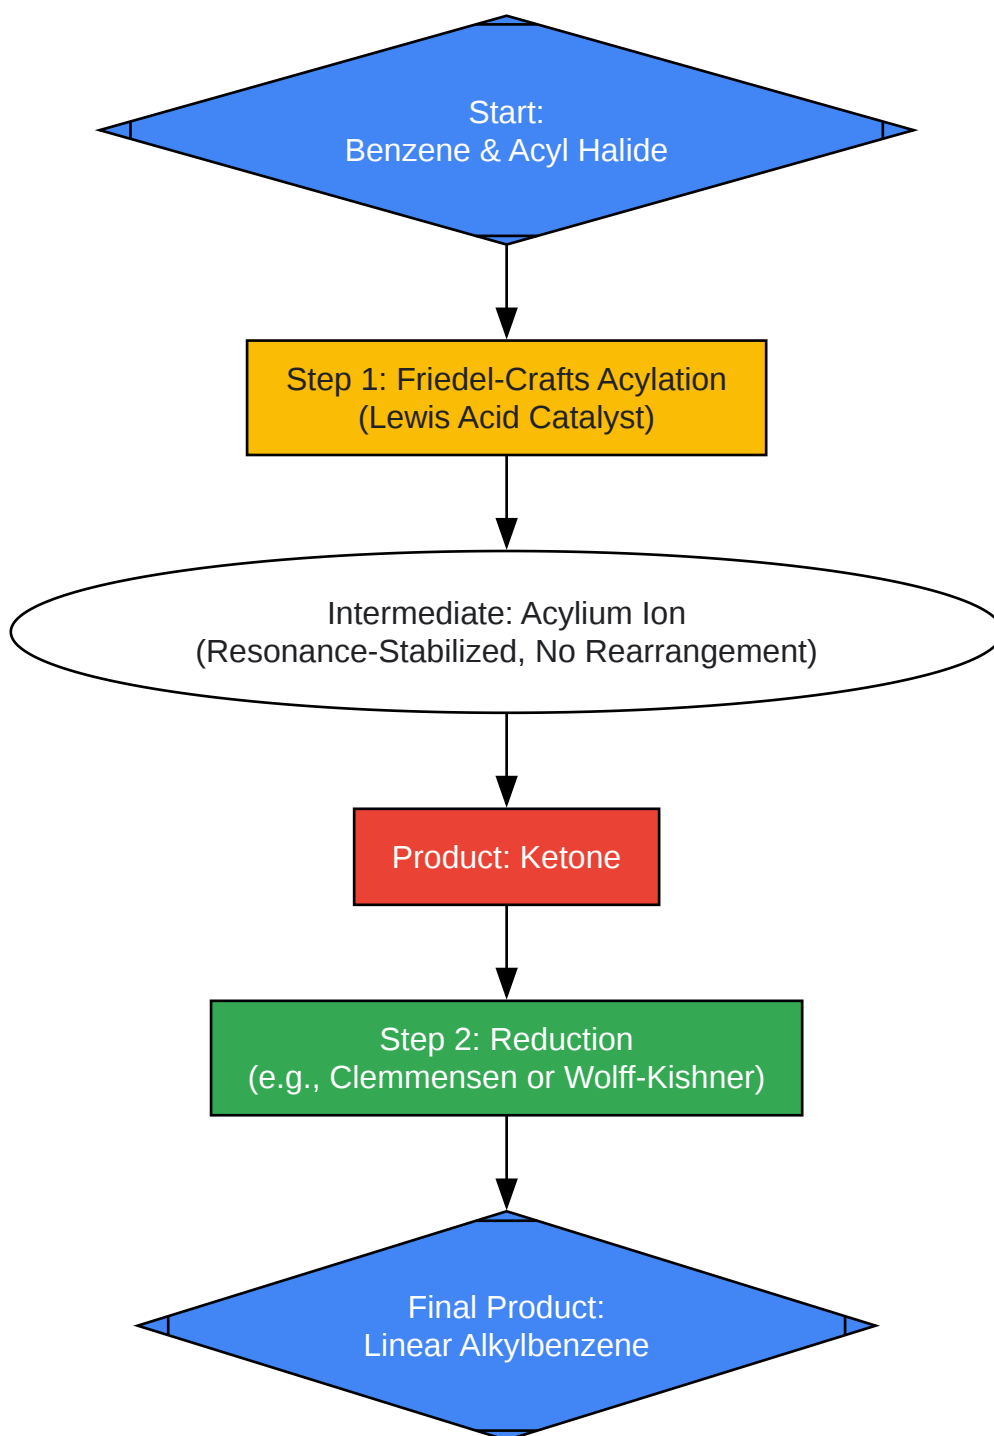 Start:
Benzene & Acyl Halide
Step 1: Friedel-Crafts Acylation
(Lewis Acid Catalyst)
Intermediate: Acylium Ion
(Resonance-Stabilized, No Rearrangement)
Product: Ketone
Step 2: Reduction
(e.g., Clemmensen or Wolff-Kishner)
Final Product:
Linear Alkylbenzene